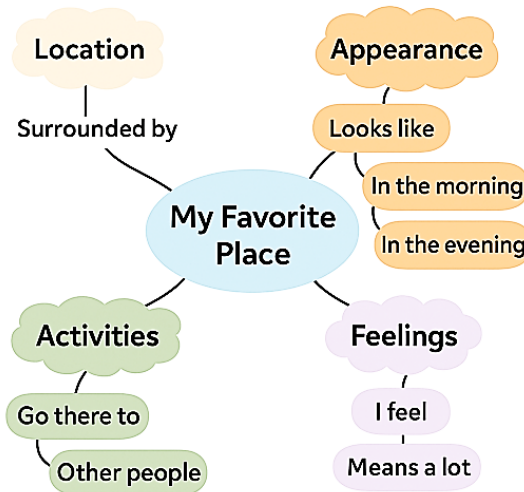 Location
Surrounded by
Appearance
Looks like
In the morning
In the evening
My Favorite
Place
Activities
Go there to
Other people
Feelings
I feel
Means a lot